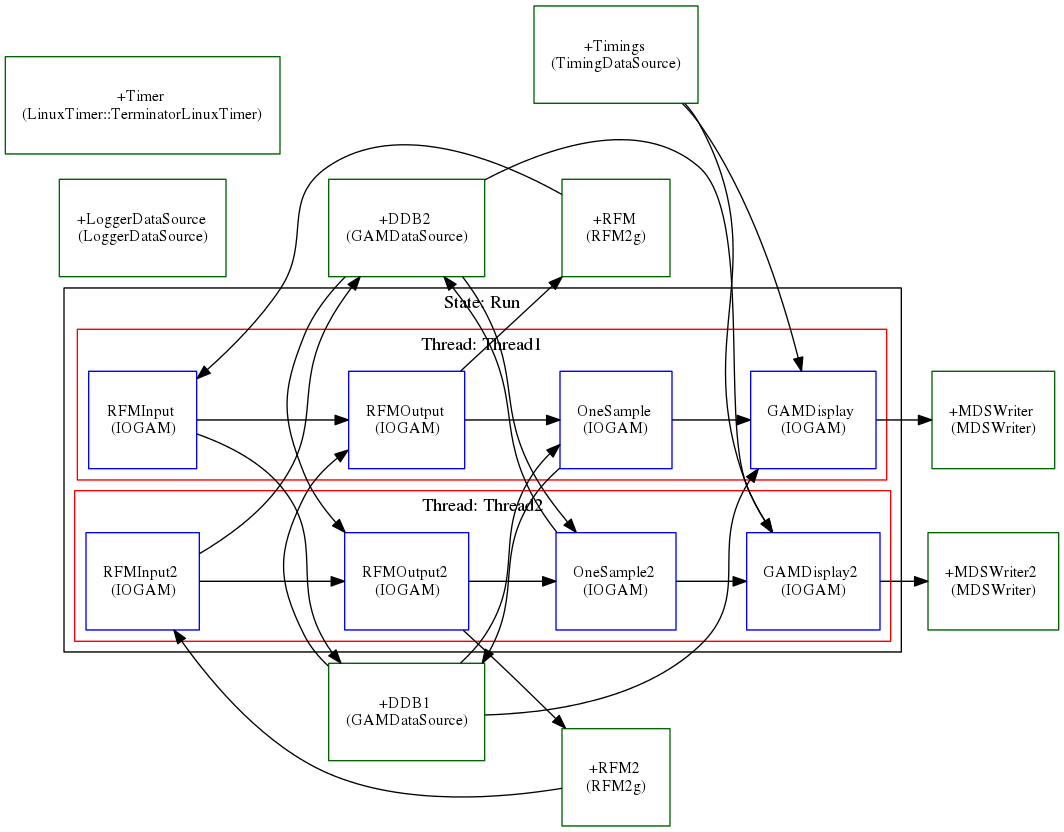 +Timings
(TimingDataSource)
+Timer
(LinuxTimer::TerminatorLinuxTimer)
+LoggerDataSource
(LoggerDataSource)
+DDB2
(GAMDataSource)
+RFM
(RFM2g)
State: Run
Thread: Thread1
RFMInput
(IOGAM)
RFMOutput
(IOGAM)
OneSample
(IOGAM)
GAMDisplay
(IOGAM)
+MDSWriter
(MDSWriter)
Thread: Thread2
RFMInput2
(IOGAM)
RFMOutput2
(IOGAM)
OneSample2
(IOGAM)
GAMDisplay2
(IOGAM)
+MDSWriter2
(MDSWriter)
+DDB1
(GAMDataSource)
+RFM2
(RFM2g)